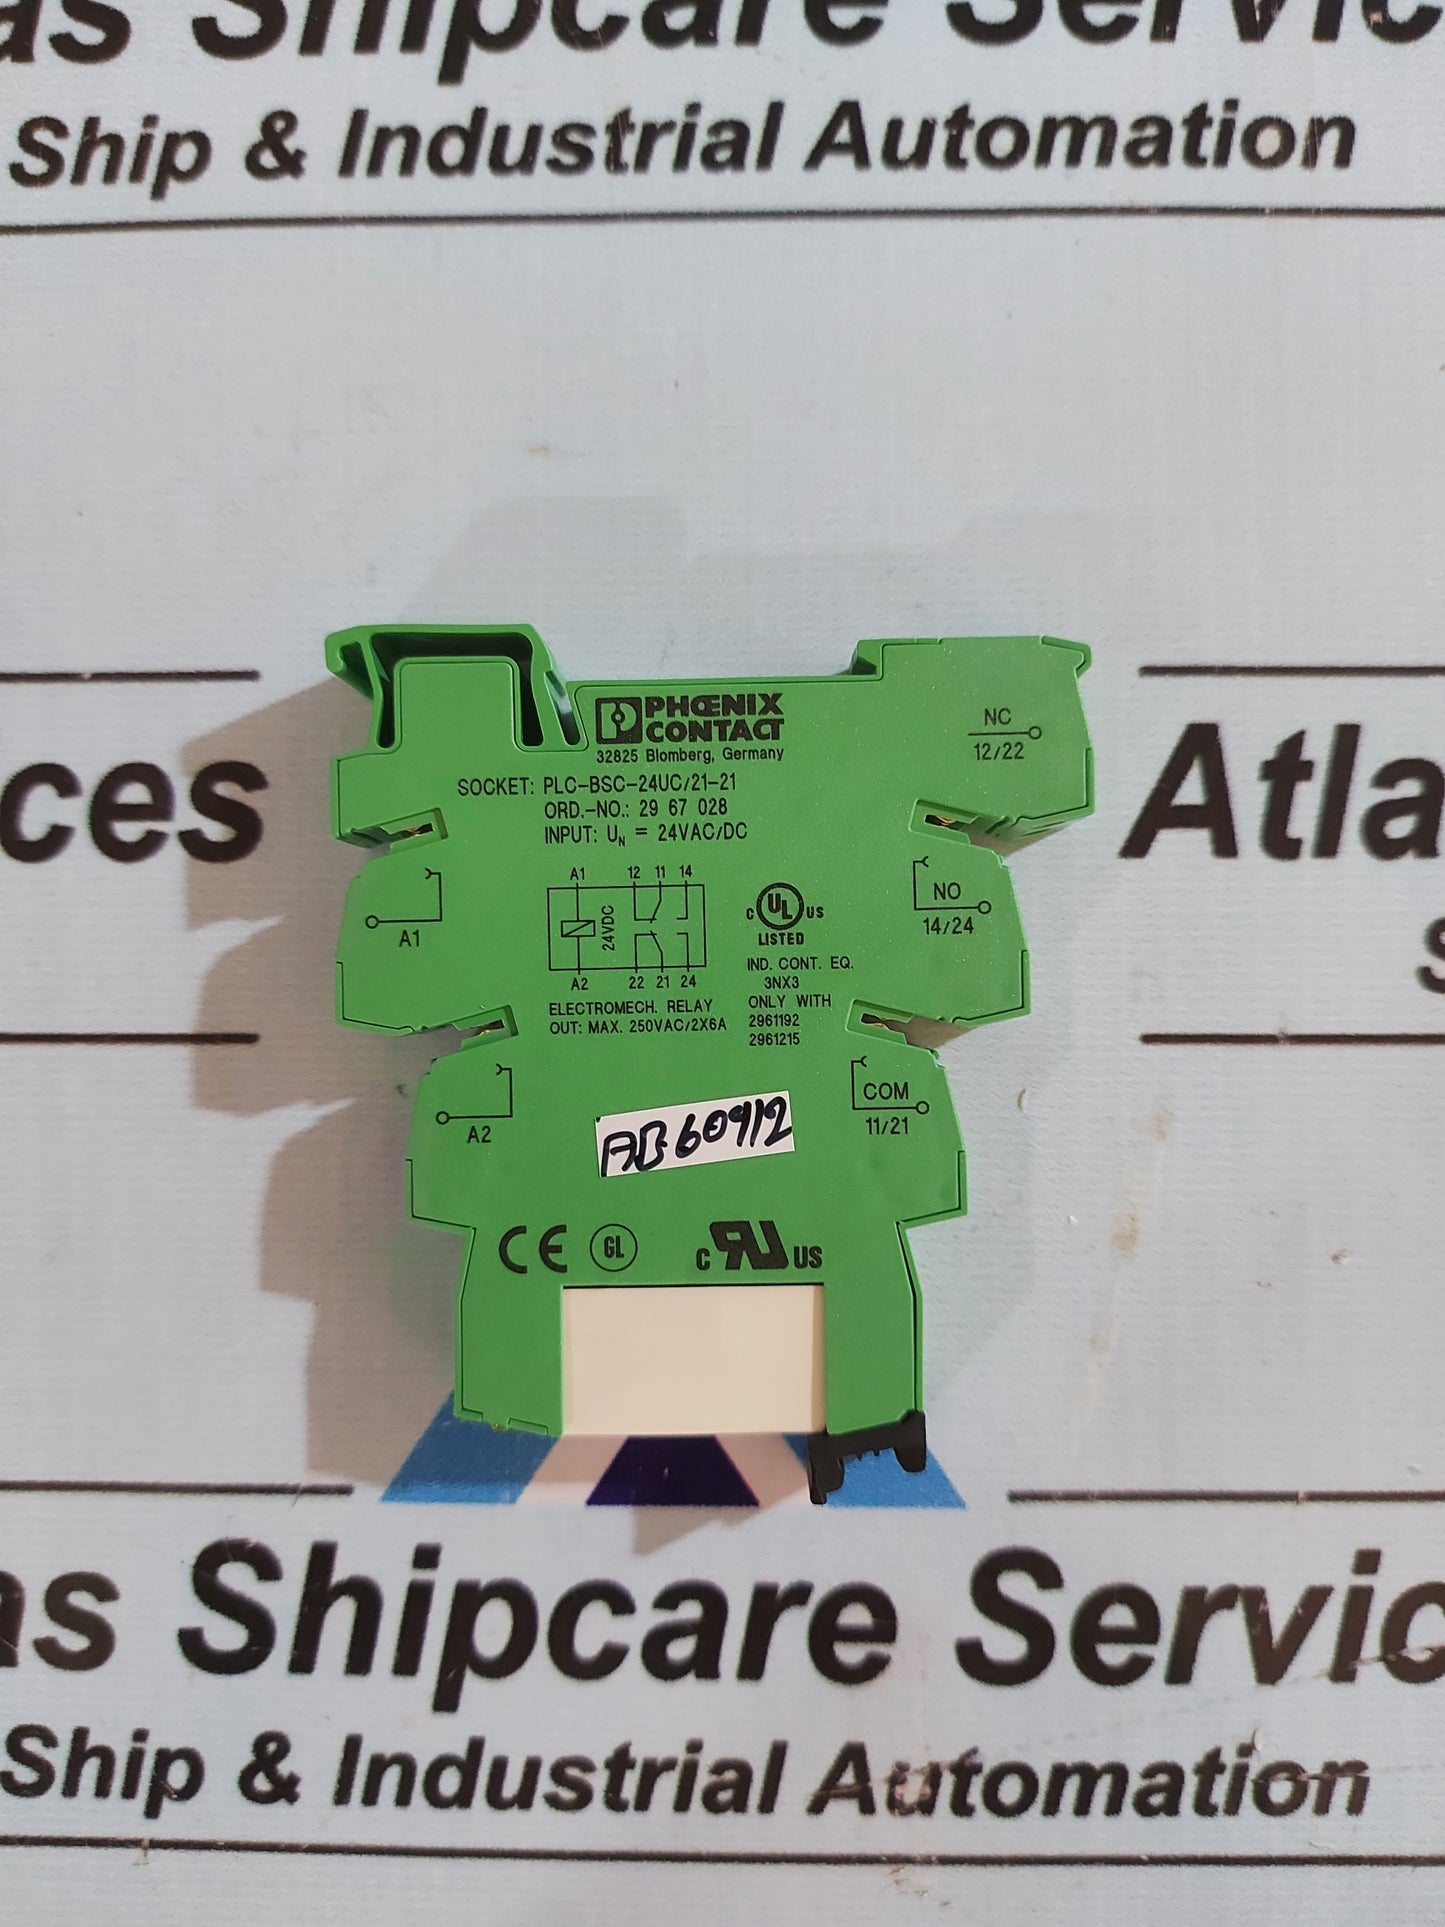 as Shipcare Servic
Ship & Industrial Automation
PHŒNIX
CONTACT
32825 Blomberg, Germany
SOCKET: PLC-BSC-24UC/21-21
ORD.-NO.: 29 67 028
INPUT: UN = 24VAC/DC
NC
12/22
ces
Atla
A1 12 11 14
24VDC
A2 22 21 24
A1
C UL US
LISTED
IND. CONT. EQ.
3NX3
ONLY WITH
2961192
2961215
NO
14/24
S
ELECTROMECH. RELAY
OUT: MAX. 250VAC/2X6A
A2
COM
11/21
AB60912
CE GL C RU US
as Shipcare Servic
Ship & Industrial Automation